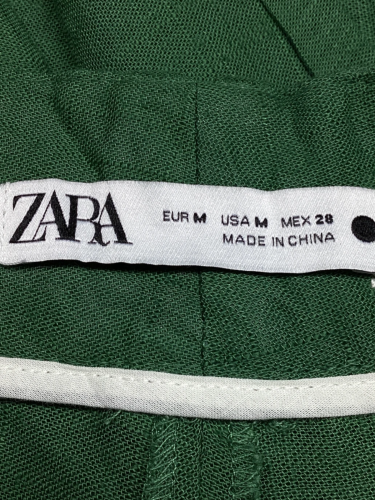 ZARA
EUR M USA M MEX 28
MADE IN CHINA